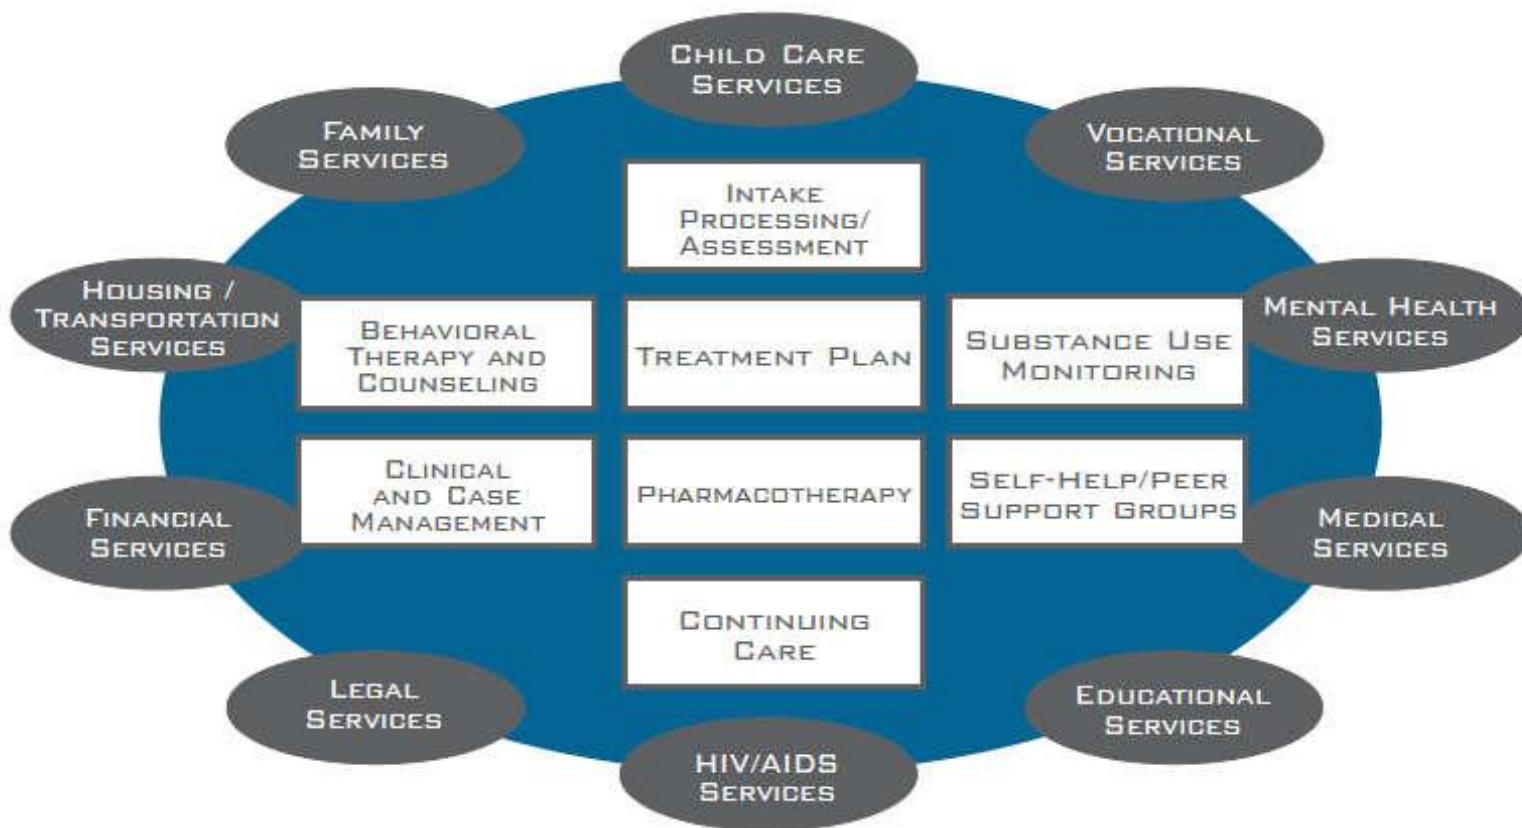 CHILD CARE
SERVICES
FAMILY
SERVICES
VOCATIONAL
SERVICES
INTAKE
PROCESSING/
ASSESSMENT
HOUSING /
TRANSPORTATION
SERVICES
BEHAVIORAL
THERAPY AND
COUNSELING
TREATMENT PLAN
SUBSTANCE USE
MONITORING
MENTAL HEALTH
SERVICES
FINANCIAL
SERVICES
CLINICAL
AND CASE
MANAGEMENT
PHARMACOTHERAPY
SELF-HELP/PEER
SUPPORT GROUPS
MEDICAL
SERVICES
CONTINUING
CARE
LEGAL
SERVICES
EDUCATIONAL
SERVICES
HIV/AIDS
SERVICES